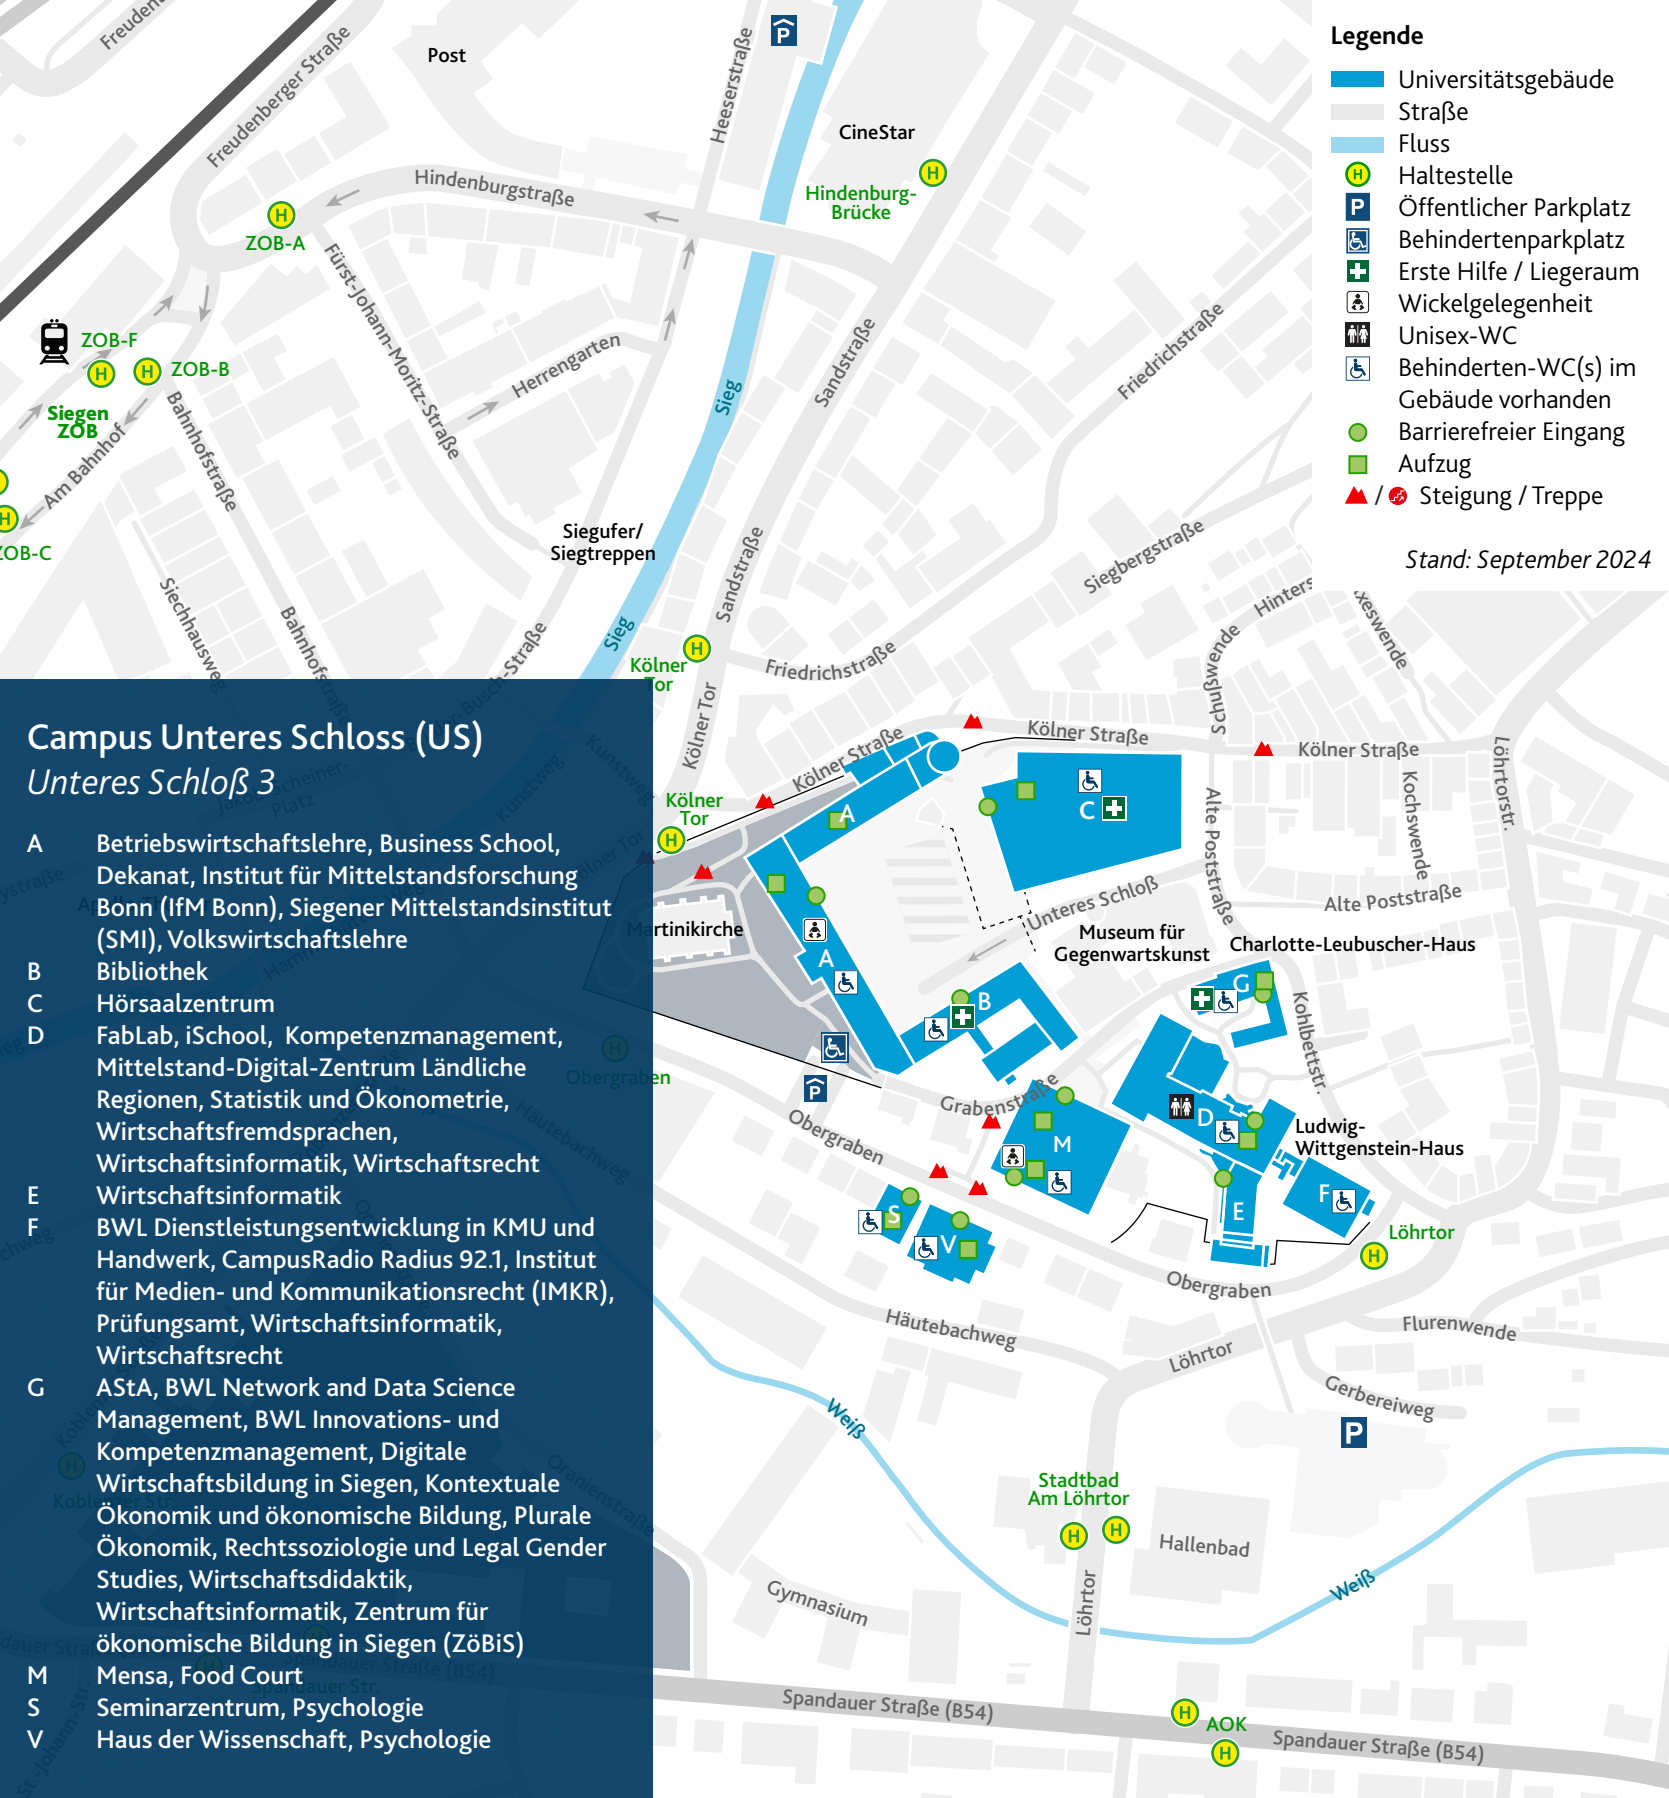 Legende
Universitätsgebäude
Straße
Fluss
H Haltestelle
P Öffentlicher Parkplatz
Behindertenparkplatz
Erste Hilfe / Liegeraum
Wickelgelegenheit
Unisex-WC
Behinderten-WC(s) im
Gebäude vorhanden
Barrierefreier Eingang
Aufzug
/ Steigung / Treppe
Stand: September 2024
Freudenberger Straße
Post
Heeserstraße
P
CineStar
H
Hindenburg-
Brücke
Hindenburgstraße
H
ZOB-A
Fürst-Johann-Moritz-Straße
ZOB-F
H
H
ZOB-B
Siegen
ZOB
Am Bahnhof
H
ZOB-C
Bahnhofstraße
Herrengarten
Sieg
Sandstraße
Friedrichstraße
Siegufer/
Siegtreppen
Sandstraße
Siegbergstraße
Siechhausweg
Bahnhofstraße
Sieg
H
Kölner
Tor
Friedrichstraße
Kölner Tor
Kunstweg
Kunstweg
Kölner Straße
Kölner Straße
Kölner Straße
Löhrtorstr.
Kochswende
Alte Poststraße
Alte Poststraße
Kölner
Tor
H
Martinikirche
A
A
C
Unteres Schloß
Museum für
Gegenwartskunst
Charlotte-Leubuscher-Haus
B
G
Kohlbettstr.
P
Obergraben
Grabenstraße
M
D
Ludwig-
Wittgenstein-Haus
E
F
S
V
Löhrtor
H
Obergraben
Häutebachweg
Löhrtor
Flurenwende
Gerbereiweg
P
Weiß
Stadtbad
Am Löhrtor
H
H
Hallenbad
Weiß
Gymnasium
Löhrtor
Spandauer Straße (B54)
H
AOK
H
Spandauer Straße (B54)
Campus Unteres Schloss (US)
Unteres Schloß 3
A Betriebswirtschaftslehre, Business School,
Dekanat, Institut für Mittelstandsforschung
Bonn (IfM Bonn), Siegener Mittelstandsinstitut
(SMI), Volkswirtschaftslehre
B Bibliothek
C Hörsaalzentrum
D FabLab, iSchool, Kompetenzmanagement,
Mittelstand-Digital-Zentrum Ländliche
Regionen, Statistik und Ökonometrie,
Wirtschaftsfremdsprachen,
Wirtschaftsinformatik, Wirtschaftsrecht
E Wirtschaftsinformatik
F BWL Dienstleistungsentwicklung in KMU und
Handwerk, CampusRadio Radius 92.1, Institut
für Medien- und Kommunikationsrecht (IMKR),
Prüfungsamt, Wirtschaftsinformatik,
Wirtschaftsrecht
G AStA, BWL Network and Data Science
Management, BWL Innovations- und
Kompetenzmanagement, Digitale
Wirtschaftsbildung in Siegen, Kontextuale
Ökonomik und ökonomische Bildung, Plurale
Ökonomik, Rechtssoziologie und Legal Gender
Studies, Wirtschaftsdidaktik,
Wirtschaftsinformatik, Zentrum für
ökonomische Bildung in Siegen (ZöBiS)
M Mensa, Food Court
S Seminarzentrum, Psychologie
V Haus der Wissenschaft, Psychologie
Obergraben
Häutebachweg
Oranienstraße
Spandauer Straße (B54)
Spandauer Str.